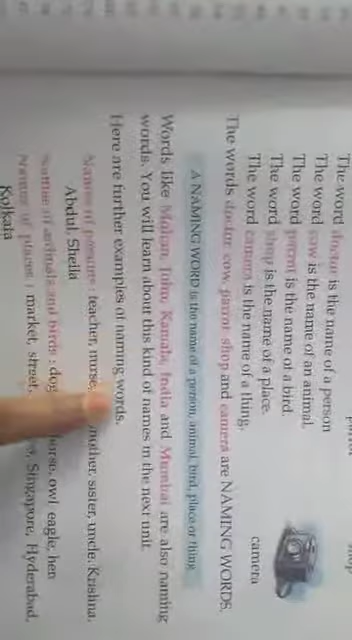 The word doctor is the name of a person
The word cow is the name of an animal.
The word parrot is the name of a bird.
The word shop is the name of a place.
The word camera is the name of a thing.
camera
The words doctor cow, parrot shop and camera are NAMING WORDS.
A NAMING WORD is the name of a person, animal, bird, place or thing
Words like Mohan, John, Kamala, India and Mumbai are also naming
words. You will learn about this kind of names in the next unit.
Here are further examples of naming words.
Names of persons : teacher, nurse, mother, sister, uncle, Krishna,
Abdul, Sheila
Names of animals and birds : dog horse, owl, eagle, hen
Names of places : market, street, Singapore, Hyderabad,
Kolkata